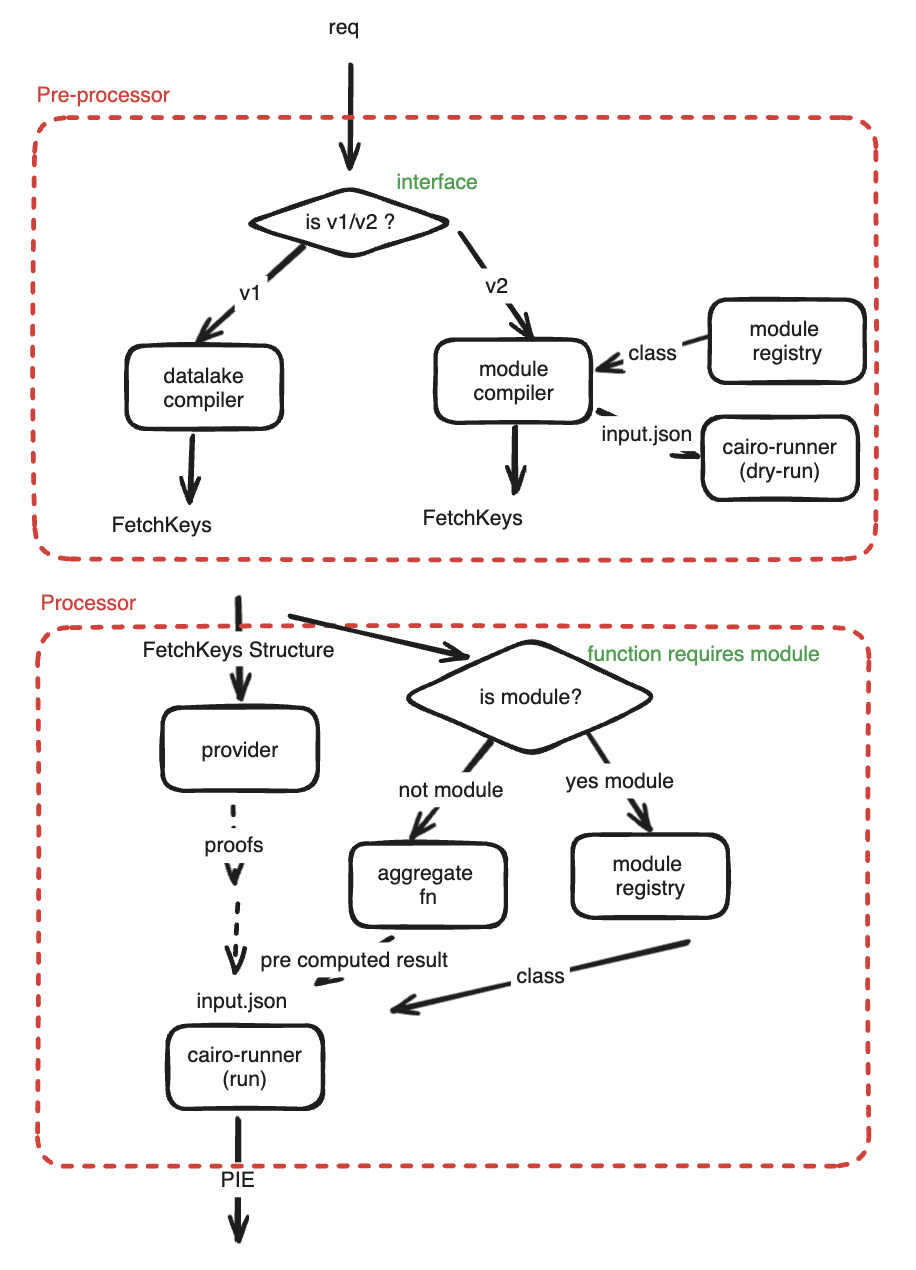 req
Pre-processor
interface
is v1/v2 ?
v1
v2
module
registry
class
datalake
compiler
module
compiler
input.json
cairo-runner
(dry-run)
FetchKeys
FetchKeys
Processor
FetchKeys Structure
function requires module
is module?
provider
not module
yes module
proofs
aggregate
fn
module
registry
pre computed result
class
input.json
cairo-runner
(run)
PIE